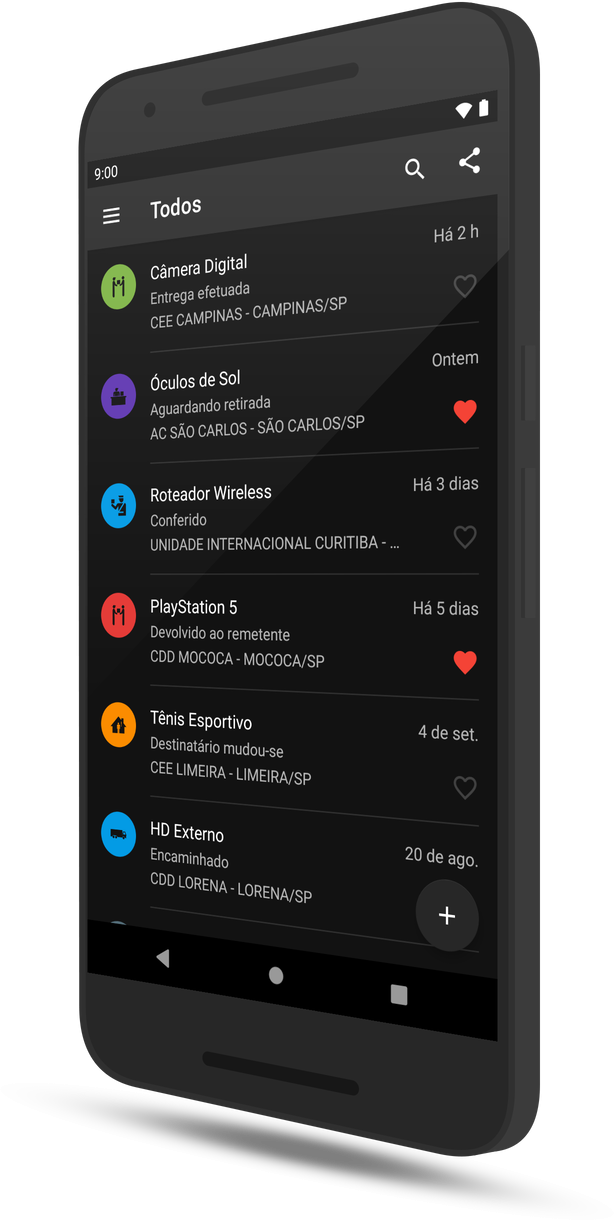 9:00
Todos
Câmera Digital
Há 2 h
Entrega efetuada
CEE CAMPINAS - CAMPINAS/SP
Óculos de Sol
Ontem
Aguardando retirada
AC SÃO CARLOS - SÃO CARLOS/SP
Roteador Wireless
Há 3 dias
Conferido
UNIDADE INTERNACIONAL CURITIBA - ...
PlayStation 5
Há 5 dias
Devolvido ao remetente
CDD MOCOCA - MOCOCA/SP
Tênis Esportivo
4 de set.
Destinatário mudou-se
CEE LIMEIRA - LIMEIRA/SP
HD Externo
20 de ago.
Encaminhado
CDD LORENA - LORENA/SP